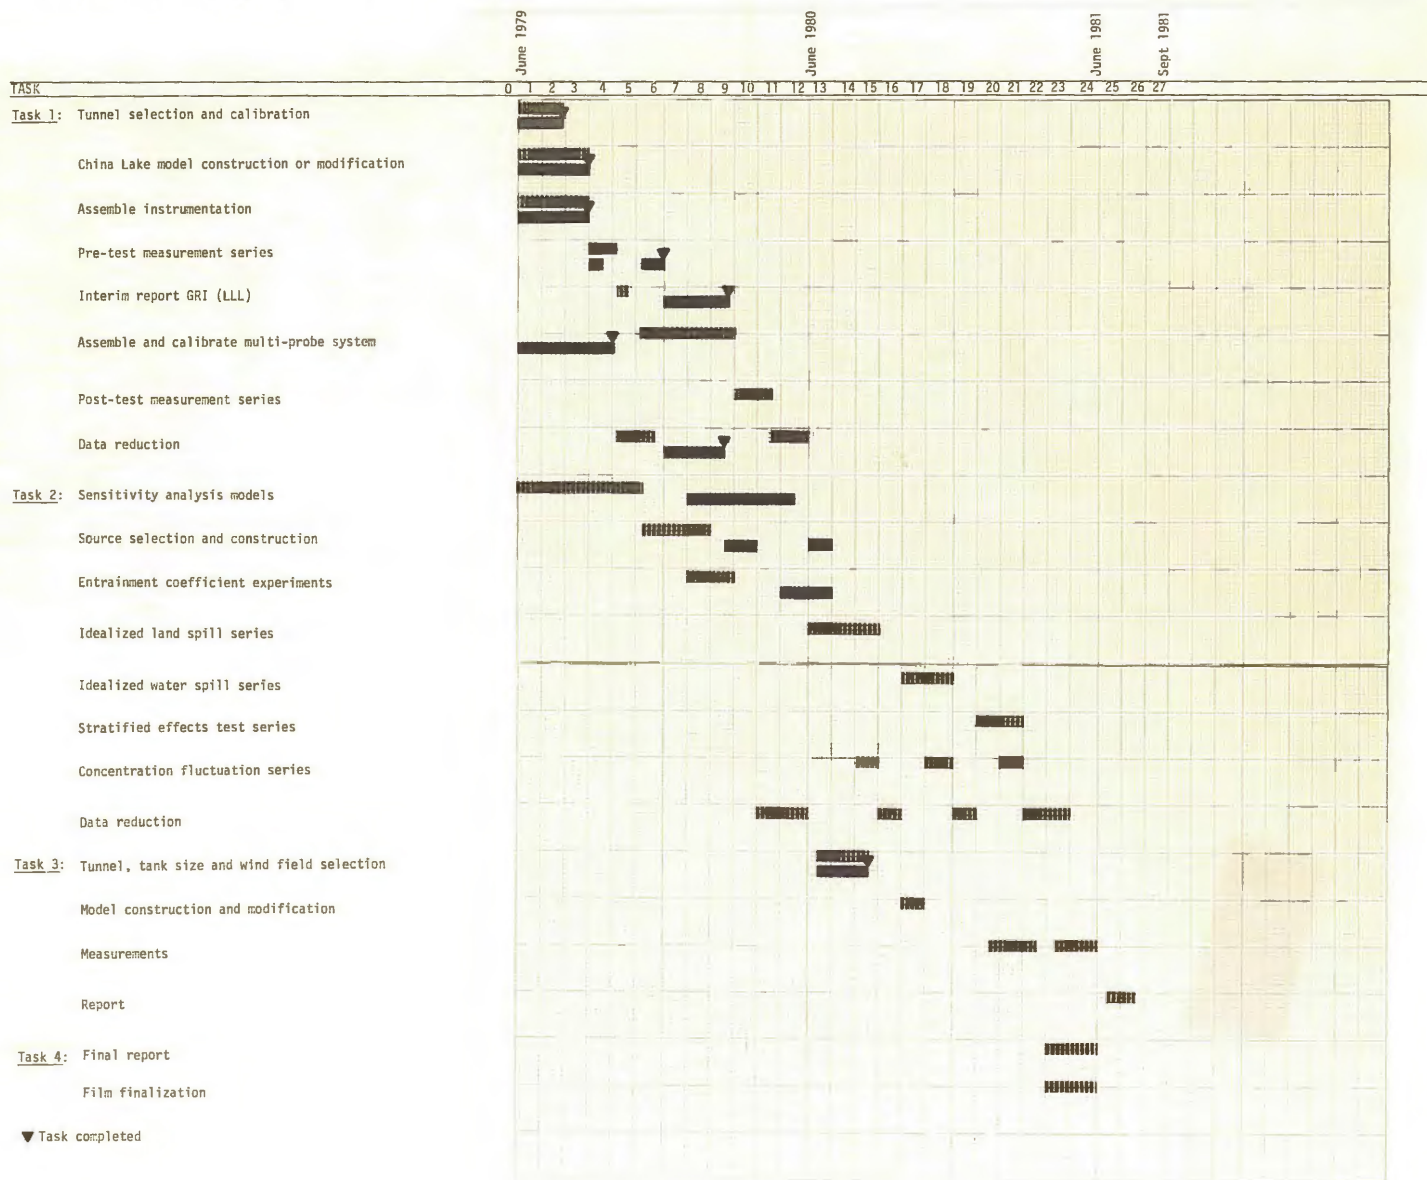 June 1979
June 1980
June 1981
Sept 1981
TASK 0 1 2 3 4 5 6 7 8 9 10 11 12 13 14 15 16 17 18 19 20 21 22 23 24 25 26 27
Task 1: Tunnel selection and calibration
China Lake model construction or modification
Assemble instrumentation
Pre-test measurement series
Interim report GRI (LLL)
Assemble and calibrate multi-probe system
Post-test measurement series
Data reduction
Task 2: Sensitivity analysis models
Source selection and construction
Entrainment coefficient experiments
Idealized land spill series
Idealized water spill series
Stratified effects test series
Concentration fluctuation series
Data reduction
Task 3: Tunnel, tank size and wind field selection
Model construction and modification
Measurements
Report
Task 4: Final report
Film finalization
▼ Task completed